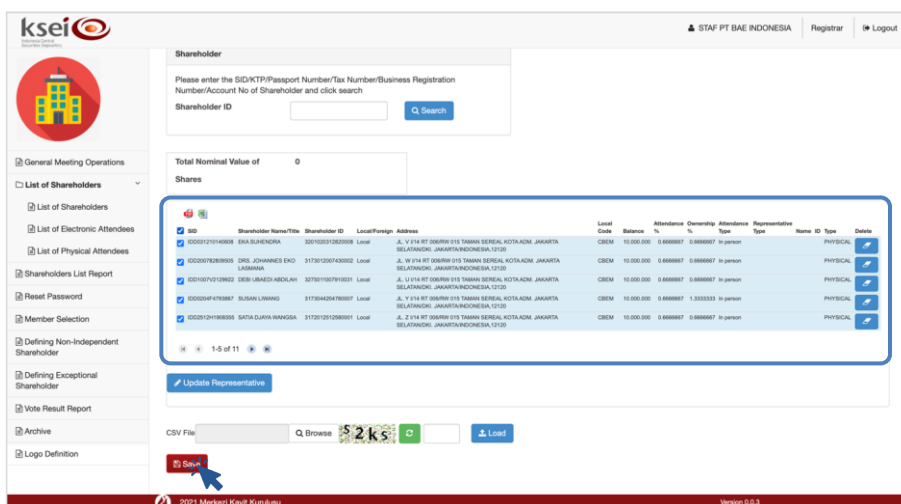 ksei
Indonesia Central
Securities Depository
STAF PT BAE INDONESIA
Registrar
Logout
General Meeting Operations
List of Shareholders
List of Shareholders
List of Electronic Attendees
List of Physical Attendees
Shareholders List Report
Reset Password
Member Selection
Defining Non-Independent
Shareholder
Defining Exceptional
Shareholder
Vote Result Report
Archive
Logo Definition
Shareholder
Please enter the SID/KTP/Passport Number/Tax Number/Business Registration
Number/Account No of Shareholder and click search
Shareholder ID
Search
Total Nominal Value of 0
Shares
SID Shareholder Name/Title Shareholder ID Local/Foreign Address Local Code Balance Attendance % Ownership % Attendance Type Representative Type Name ID Type Delete
EKA SUHENDRA 3201020312820008 Local JL. V I/14 RT 006/RW 015 TAMAN SEREAL KOTA ADM. JAKARTA CBEM 10.000.000 0.6666667 0.6666667 In person PHYSICAL
SELATAN/DKI. JAKARTA/INDONESIA,12120
DRS. JOHANNES EKO 3173012007430002 Local JL. W I/14 RT 006/RW 015 TAMAN SEREAL KOTA ADM. JAKARTA CBEM 10.000.000 0.6666667 0.6666667 In person PHYSICAL
LASMANA SELATAN/DKI. JAKARTA/INDONESIA,12120
DEBI UBAEDI ABDILAH 3275011007910031 Local JL. U I/14 RT 006/RW 015 TAMAN SEREAL KOTA ADM. JAKARTA CBEM 10.000.000 0.6666667 0.6666667 In person PHYSICAL
SELATAN/DKI. JAKARTA/INDONESIA,12120
SUSAN LIWANG 3173044204780007 Local JL. Y I/14 RT 006/RW 015 TAMAN SEREAL KOTA ADM. JAKARTA CBEM 10.000.000 0.6666667 1.3333333 In person PHYSICAL
SELATAN/DKI. JAKARTA/INDONESIA,12120
SATIA DJAYA WANGSA 3172012512580001 Local JL. Z I/14 RT 006/RW 015 TAMAN SEREAL KOTA ADM. JAKARTA CBEM 10.000.000 0.6666667 0.6666667 In person PHYSICAL
SELATAN/DKI. JAKARTA/INDONESIA,12120
1-5 of 11
Update Representative
CSV File Browse S2ks Load
Save
2021 Merkezi Kayit Kurulusu
Version 0.0.3